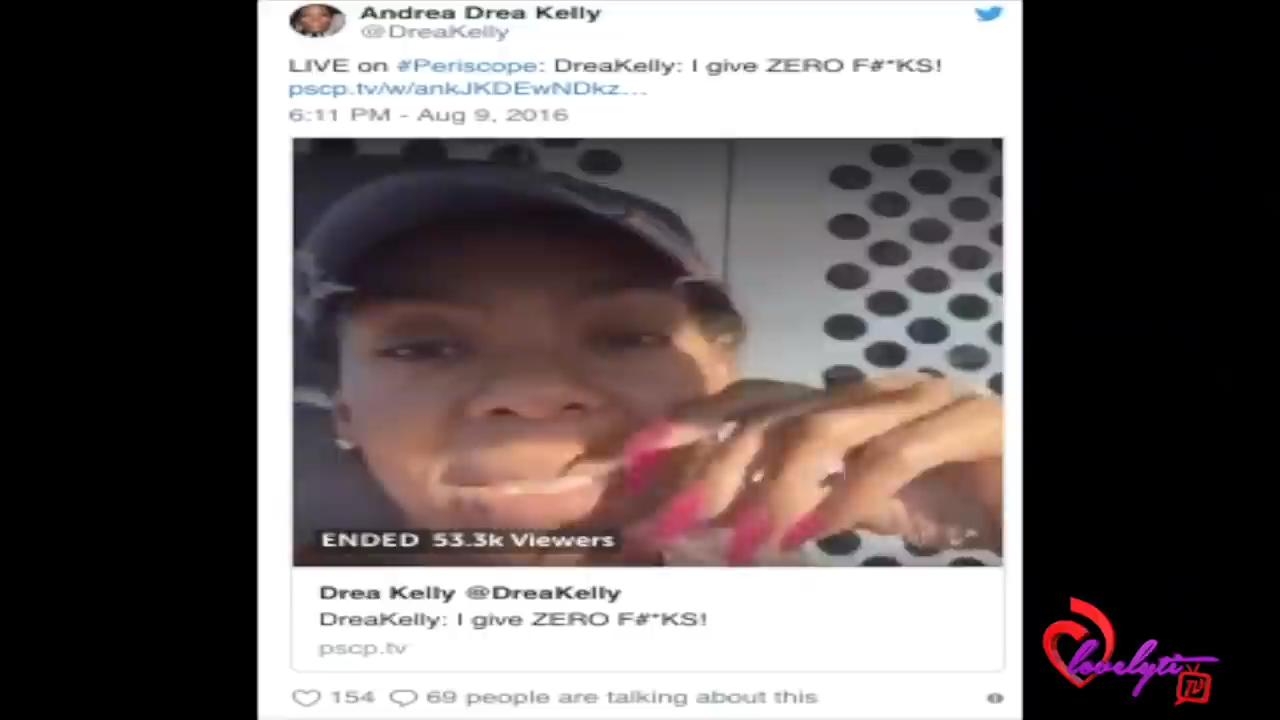 Andrea Drea Kelly
@DreaKelly
LIVE on #Periscope: DreaKelly: I give ZERO F#*KS!
pscp.tv/w/ankJKDEwNDkz...
6:11 PM - Aug 9, 2016
ENDED 53.3k Viewers
Drea Kelly @DreaKelly
DreaKelly: I give ZERO F#*KS!
pscp.tv
154 69 people are talking about this
lovelyti
TV